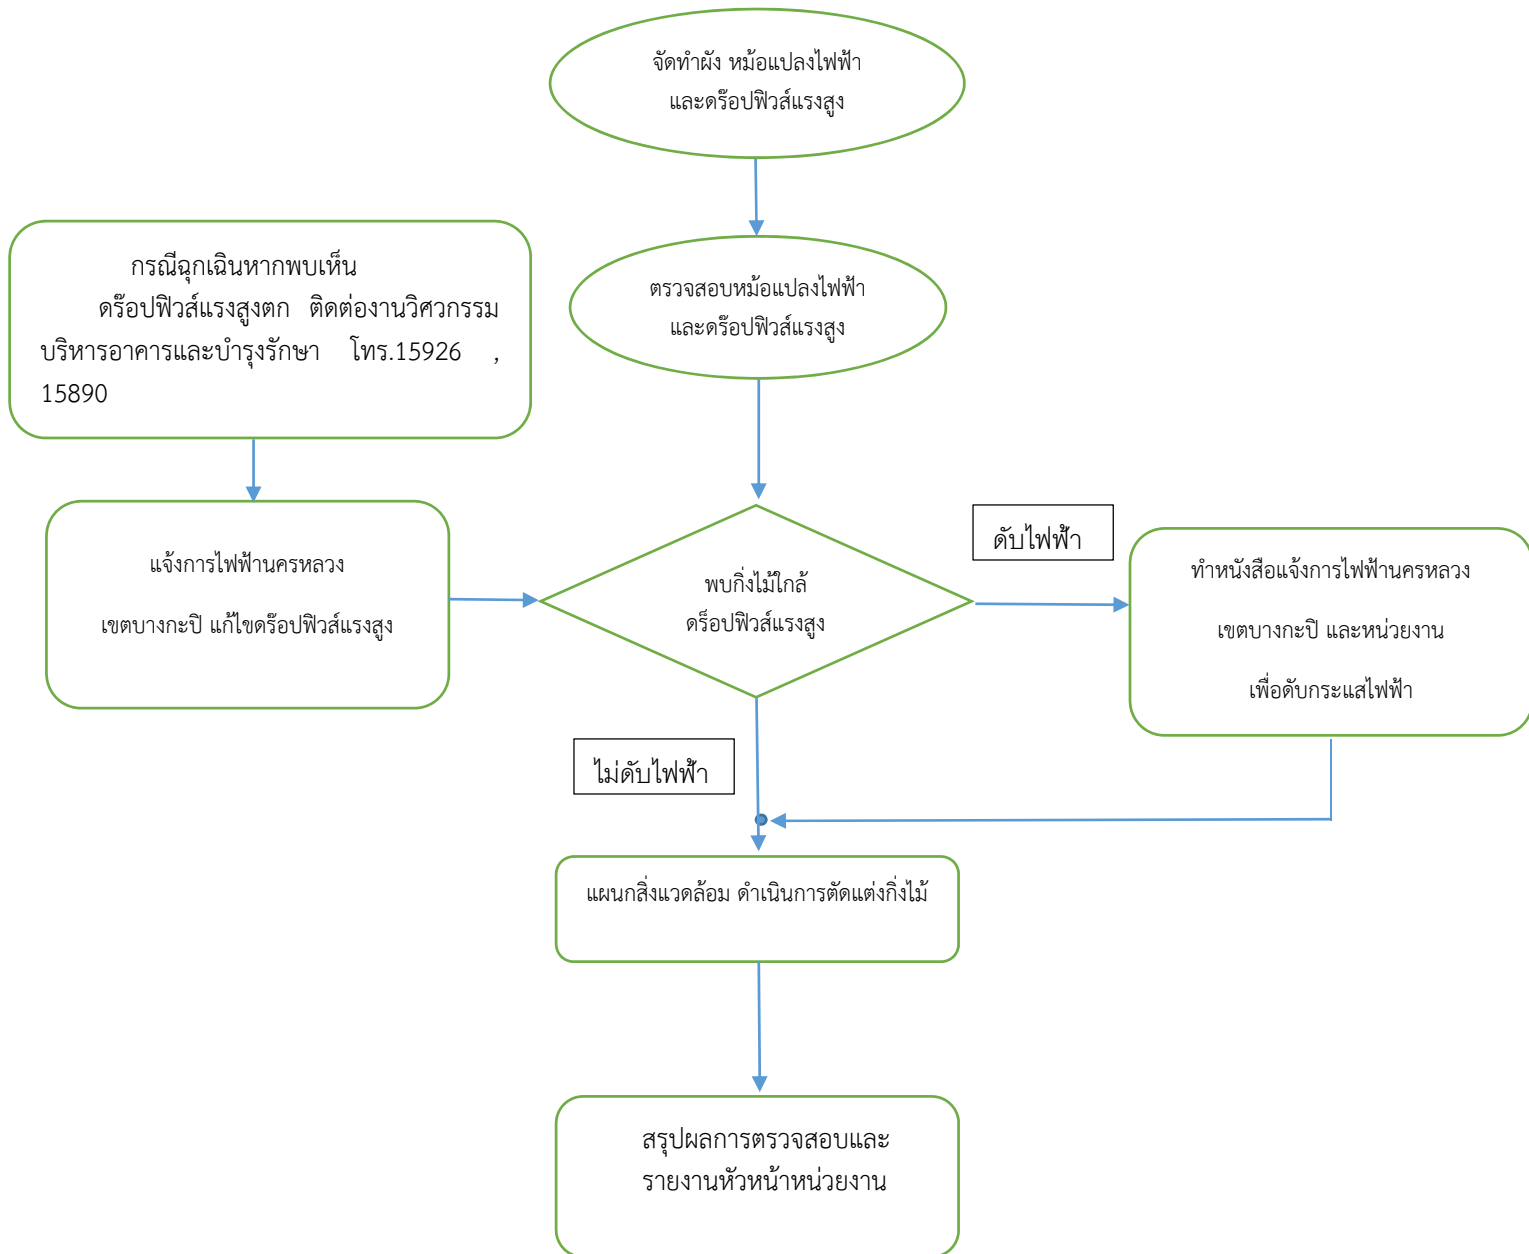 จัดทำผัง หม้อแปลงไฟฟ้า
และดร๊อปฟิวส์แรงสูง
กรณีฉุกเฉินหากพบเห็น
ดร๊อปฟิวส์แรงสูงตก ติดต่องานวิศวกรรม
บริหารอาคารและบำรุงรักษา โทร.15926 ,
15890
ตรวจสอบหม้อแปลงไฟฟ้า
และดร๊อปฟิวส์แรงสูง
แจ้งการไฟฟ้านครหลวง
เขตบางกะปิ แก้ไขดร๊อปฟิวส์แรงสูง
พบกิ่งไม้ใกล้
ดร็อปฟิวส์แรงสูง
ดับไฟฟ้า
ทำหนังสือแจ้งการไฟฟ้านครหลวง
เขตบางกะปิ และหน่วยงาน
เพื่อดับกระแสไฟฟ้า
ไม่ดับไฟฟ้า
แผนกสิ่งแวดล้อม ดำเนินการตัดแต่งกิ่งไม้
สรุปผลการตรวจสอบและ
รายงานหัวหน้าหน่วยงาน